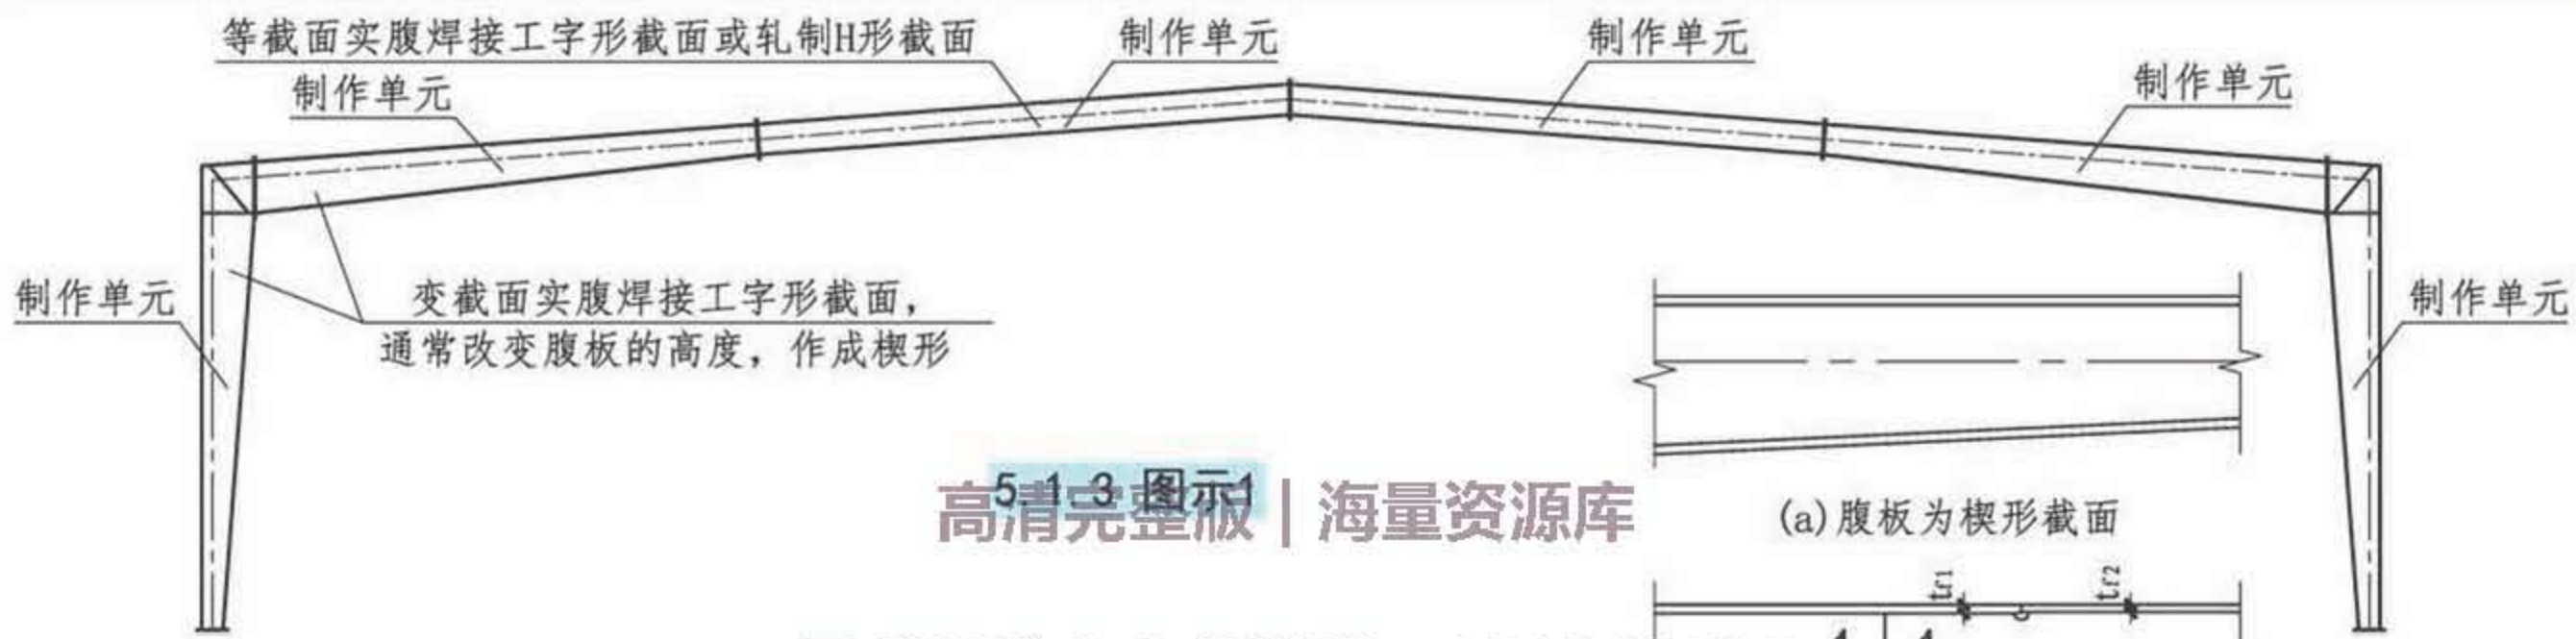 等截面实腹焊接工字形截面或轧制H形截面
制作单元
制作单元
制作单元
制作单元
制作单元
变截面实腹焊接工字形截面，
通常改变腹板的高度，作成楔形
制作单元
5.1.3 图示1
高清完整版｜海量资源库
(a)腹板为楔形截面
tf1
tf2